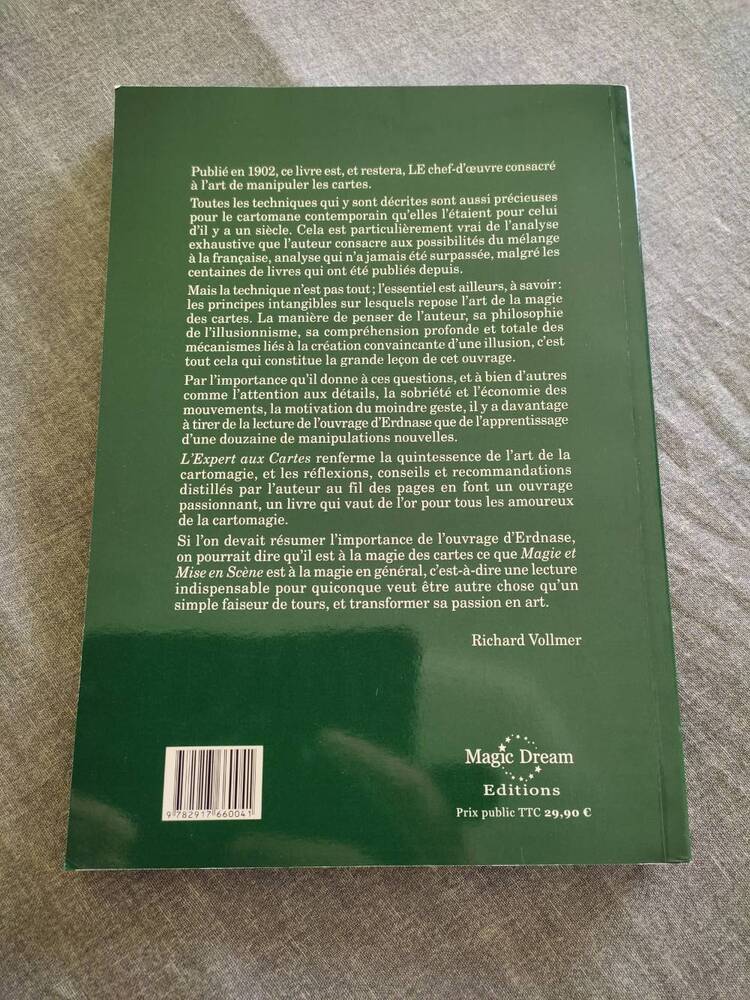 Publié en 1902, ce livre est, et restera, LE chef-d'œuvre consacré
à l'art de manipuler les cartes.
Toutes les techniques qui y sont décrites sont aussi précieuses
pour le cartomane contemporain qu'elles l'étaient pour celui
d'il y a un siècle. Cela est particulièrement vrai de l'analyse
exhaustive que l'auteur consacre aux possibilités du mélange
à la française, analyse qui n'a jamais été surpassée, malgré les
centaines de livres qui ont été publiés depuis.
Mais la technique n'est pas tout ; l'essentiel est ailleurs, à savoir :
les principes intangibles sur lesquels repose l'art de la magie
des cartes. La manière de penser de l'auteur, sa philosophie
de l'illusionnisme, sa compréhension profonde et totale des
mécanismes liés à la création convaincante d'une illusion, c'est
tout cela qui constitue la grande leçon de cet ouvrage.
Par l'importance qu'il donne à ces questions, et à bien d'autres
comme l'attention aux détails, la sobriété et l'économie des
mouvements, la motivation du moindre geste, il y a davantage
à tirer de la lecture de l'ouvrage d'Erdnase que de l'apprentissage
d'une douzaine de manipulations nouvelles.
L'Expert aux Cartes renferme la quintessence de l'art de la
cartomagie, et les réflexions, conseils et recommandations
distillés par l'auteur au fil des pages en font un ouvrage
passionnant, un livre qui vaut de l'or pour tous les amoureux
de la cartomagie.
Si l'on devait résumer l'importance de l'ouvrage d'Erdnase,
on pourrait dire qu'il est à la magie des cartes ce que Magie et
Mise en Scène est à la magie en général, c'est-à-dire une lecture
indispensable pour quiconque veut être autre chose qu'un
simple faiseur de tours, et transformer sa passion en art.
Richard Vollmer
Magic Dream
Editions
Prix public TTC 29,90 €
9 782917 660041